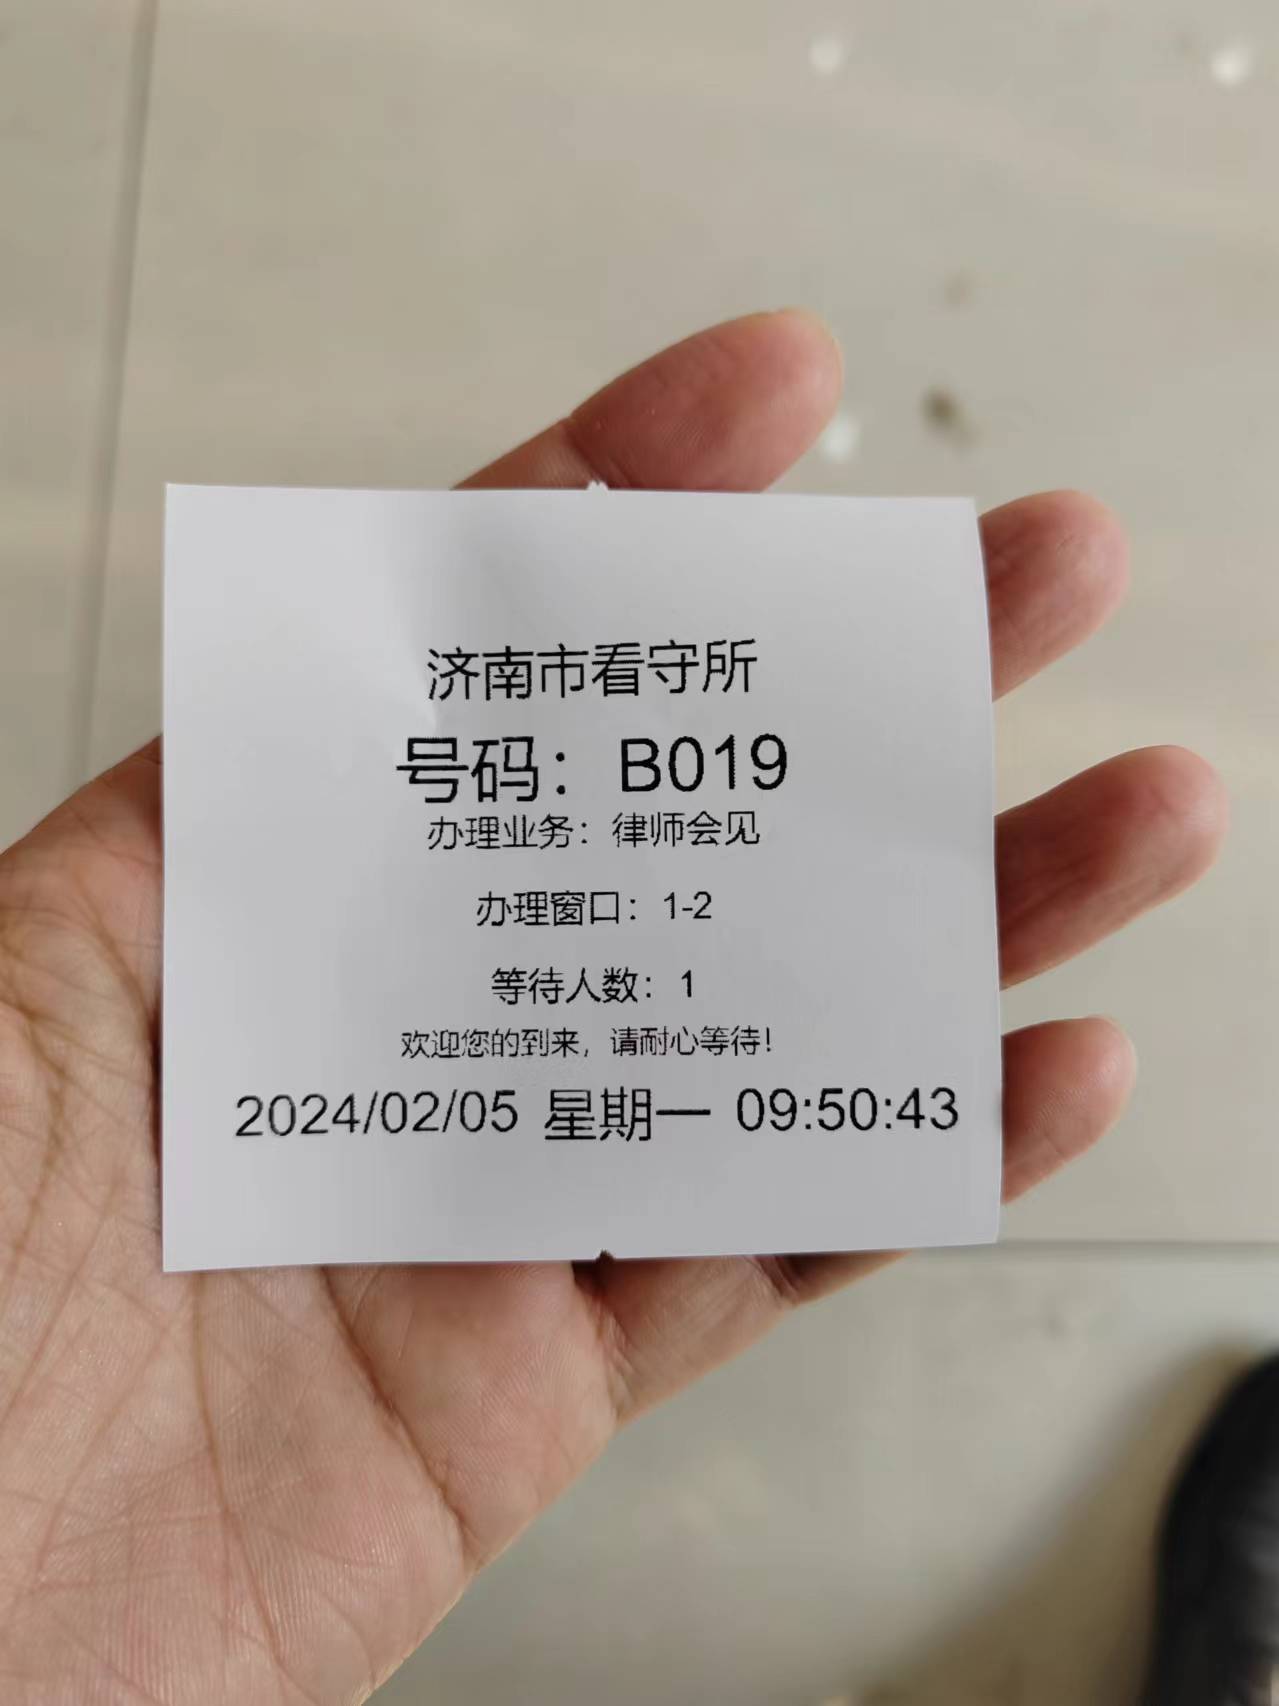 济南市看守所
号码：B019
办理业务：律师会见
办理窗口：1-2
等待人数：1
欢迎您的到来，请耐心等待！
2024/02/05 星期一 09:50:43